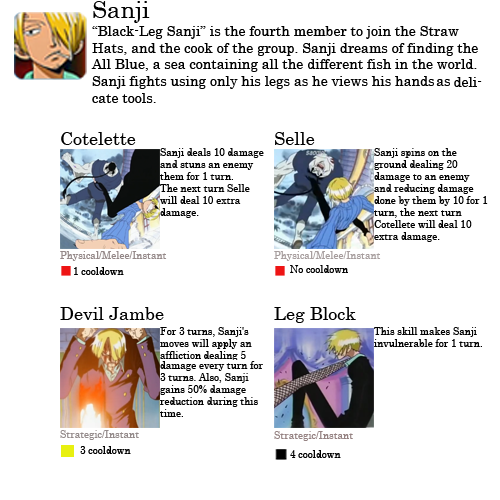 Sanji
“Black-Leg Sanji” is the fourth member to join the Straw
Hats, and the cook of the group. Sanji dreams of finding the
All Blue, a sea containing all the different fish in the world.
Sanji fights using only his legs as he views his hands as deli-
cate tools.
Cotelette
Sanji deals 10 damage
and stuns an enemy
them for 1 turn.
The next turn Selle
will deal 10 extra
damage.
Physical/Melee/Instant
1 cooldown
Selle
Sanji spins on the
ground dealing 20
damage to an enemy
and reducing damage
done by them by 10 for 1
turn, the next turn
Cotellete will deal 10
extra damage.
Physical/Melee/Instant
No cooldown
Devil Jambe
For 3 turns, Sanji's
moves will apply an
affliction dealing 5
damage every turn for
3 turns. Also, Sanji
gains 50% damage
reduction during this
time.
Strategic/Instant
3 cooldown
Leg Block
This skill makes Sanji
invulnerable for 1 turn.
Strategic/Instant
4 cooldown